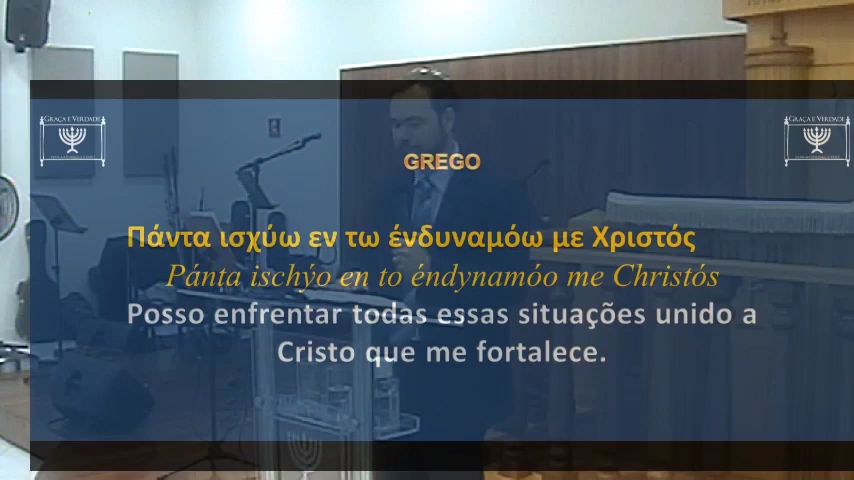 GRAÇA E VERDADE
GRAÇA E VERDADE
GREGO
Πάντα ισχύω εν τω ένδυναμόω με Χριστός
Pánta ischýo en to éndynamóo me Christós
Posso enfrentar todas essas situações unido a
Cristo que me fortalece.